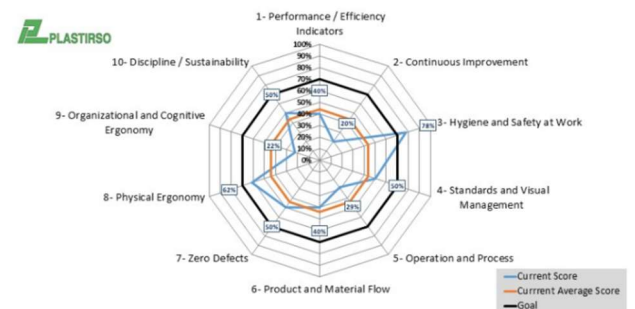 PLASTIRSO
1- Performance / Efficiency
Indicators
100%
90%
80%
70%
60%
50%
40%
30%
20%
10%
0%
40%
2- Continuous Improvement
20%
3- Hygiene and Safety at Work
78%
4- Standards and Visual
Management
50%
5- Operation and Process
29%
6- Product and Material Flow
40%
7- Zero Defects
50%
8- Physical Ergonomy
62%
9- Organizational and Cognitive
Ergonomy
22%
10- Discipline / Sustainability
50%
Current Score
Currrent Average Score
Goal